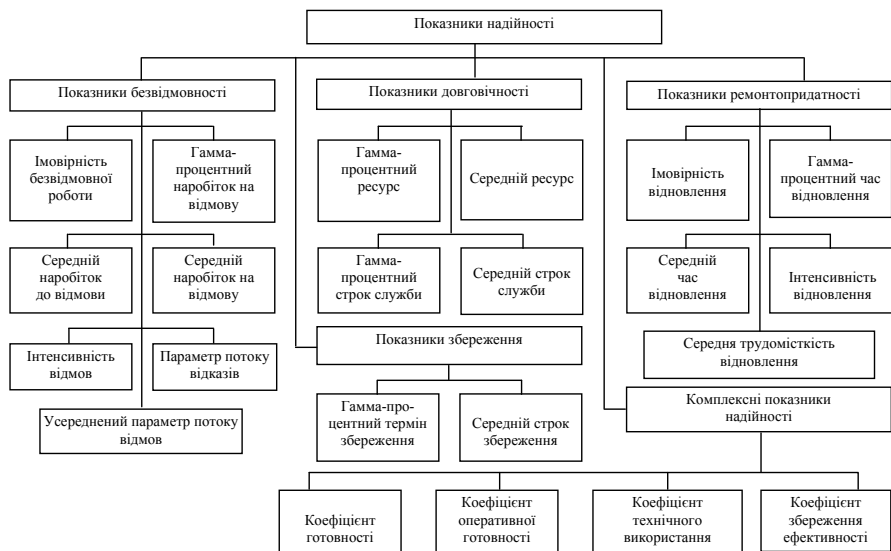 Показники надійності
Показники безвідмовності
Показники довговічності
Показники ремонтопридатності
Імовірність
безвідмовної
роботи
Гамма-
процентний
наробіток на
відмову
Гамма-
процентний
ресурс
Середній ресурс
Імовірність
відновлення
Гамма-
процентний час
відновлення
Середній
наробіток
до відмови
Середній
наробіток на
відмову
Гамма-
процентний
строк служби
Середній строк
служби
Середній
час
відновлення
Інтенсивність
відновлення
Показники збереження
Середня трудомісткість
відновлення
Інтенсивність
відмов
Параметр потоку
відказів
Усереднений параметр потоку
відмов
Гамма-про-
центний термін
збереження
Середній строк
збереження
Комплексні показники
надійності
Коефіцієнт
готовності
Коефіцієнт
оперативної
готовності
Коефіцієнт
технічного
використання
Коефіцієнт
збереження
ефективності